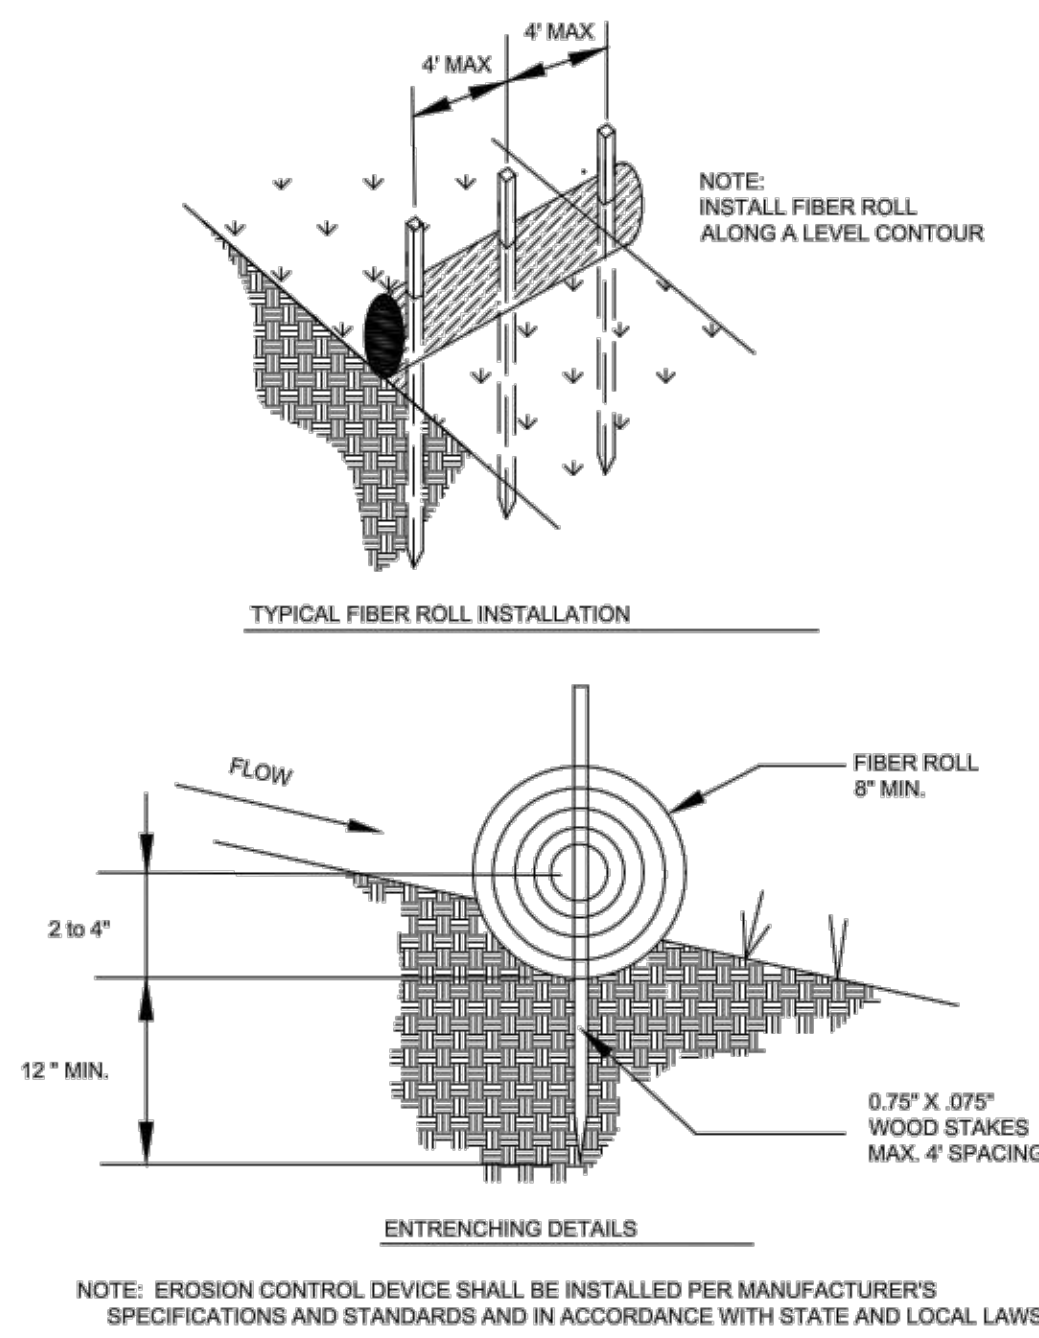 4' MAX
4' MAX
NOTE:
INSTALL FIBER ROLL
ALONG A LEVEL CONTOUR
TYPICAL FIBER ROLL INSTALLATION
FLOW
FIBER ROLL
8" MIN.
2 to 4"
12 " MIN.
0.75" X .075"
WOOD STAKES
MAX. 4' SPACING
ENTRENCHING DETAILS
NOTE: EROSION CONTROL DEVICE SHALL BE INSTALLED PER MANUFACTURER'S
SPECIFICATIONS AND STANDARDS AND IN ACCORDANCE WITH STATE AND LOCAL LAWS